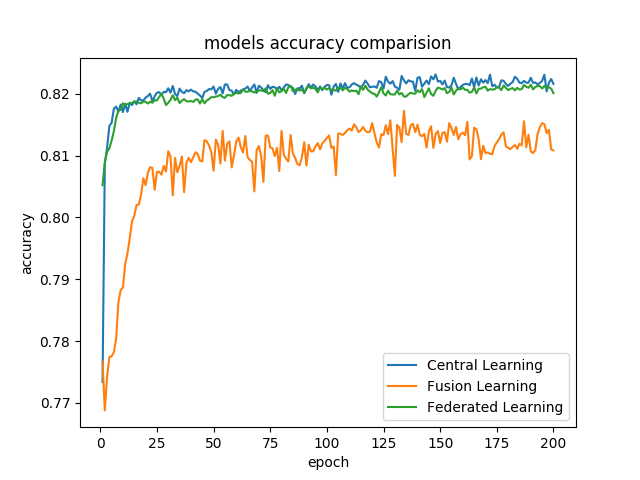 models accuracy comparision
0.82
0.81
0.80
0.79
0.78
0.77
accuracy
Central Learning
Fusion Learning
Federated Learning
0 25 50 75 100 125 150 175 200
epoch